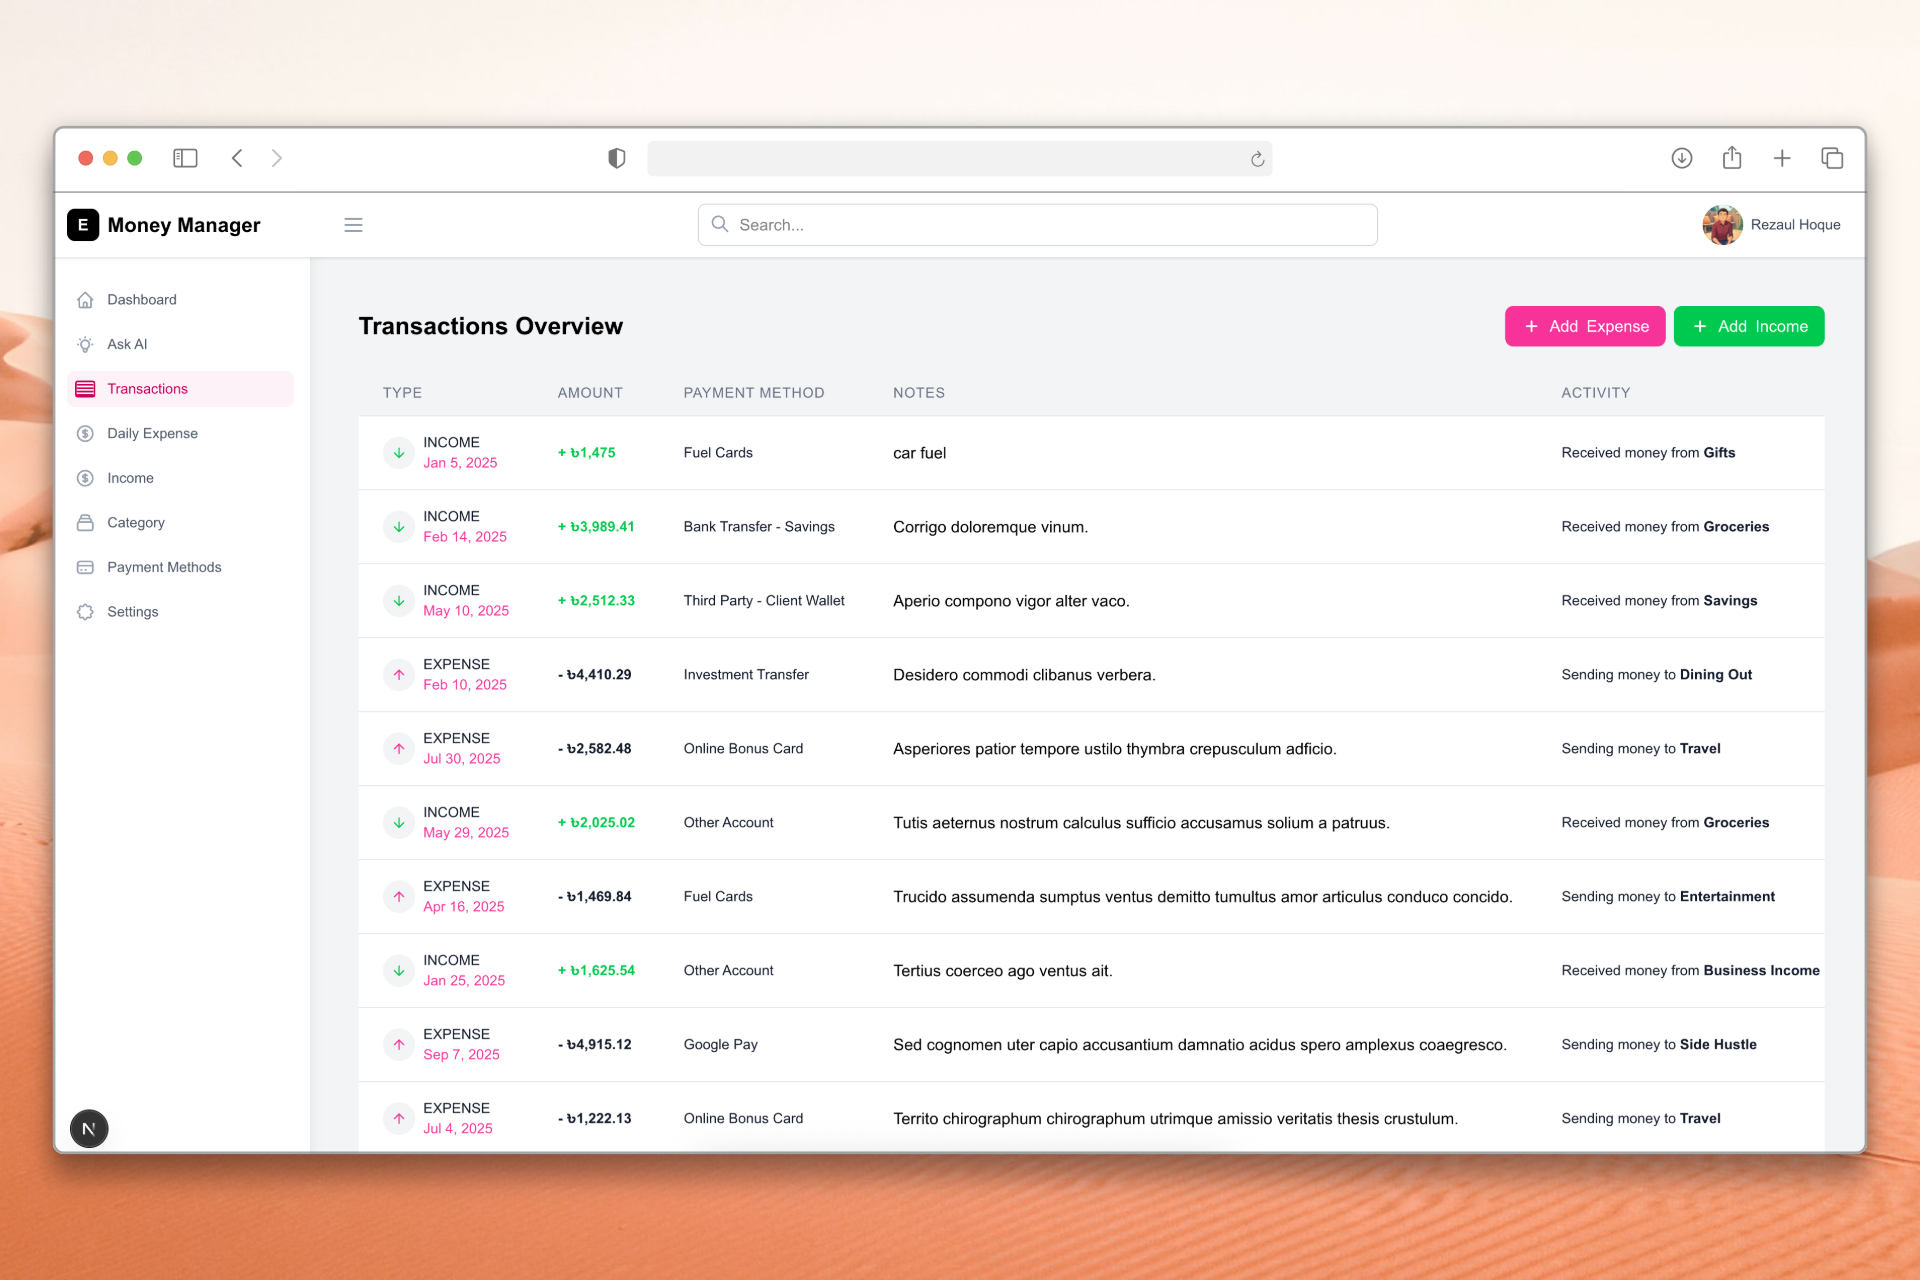 E Money Manager
Search...
Rezaul Hoque
Dashboard
Ask AI
Transactions
Daily Expense
Income
Category
Payment Methods
Settings
N
Transactions Overview
+ Add Expense
+ Add Income
TYPE AMOUNT PAYMENT METHOD NOTES ACTIVITY
INCOME
Jan 5, 2025
+ ৳1,475 Fuel Cards car fuel Received money from Gifts
INCOME
Feb 14, 2025
+ ৳3,989.41 Bank Transfer - Savings Corrigo doloremque vinum. Received money from Groceries
INCOME
May 10, 2025
+ ৳2,512.33 Third Party - Client Wallet Aperio compono vigor alter vaco. Received money from Savings
EXPENSE
Feb 10, 2025
- ৳4,410.29 Investment Transfer Desidero commodi clibanus verbera. Sending money to Dining Out
EXPENSE
Jul 30, 2025
- ৳2,582.48 Online Bonus Card Asperiores patior tempore ustilo thymbra crepusculum adficio. Sending money to Travel
INCOME
May 29, 2025
+ ৳2,025.02 Other Account Tutis aeternus nostrum calculus sufficio accusamus solium a patruus. Received money from Groceries
EXPENSE
Apr 16, 2025
- ৳1,469.84 Fuel Cards Trucido assumenda sumptus ventus demitto tumultus amor articulus conduco concido. Sending money to Entertainment
INCOME
Jan 25, 2025
+ ৳1,625.54 Other Account Tertius coerceo ago ventus ait. Received money from Business Income
EXPENSE
Sep 7, 2025
- ৳4,915.12 Google Pay Sed cognomen uter capio accusantium damnatio acidus spero amplexus coaegresco. Sending money to Side Hustle
EXPENSE
Jul 4, 2025
- ৳1,222.13 Online Bonus Card Territo chirographum chirographum utrimque amissio veritatis thesis crustulum. Sending money to Travel